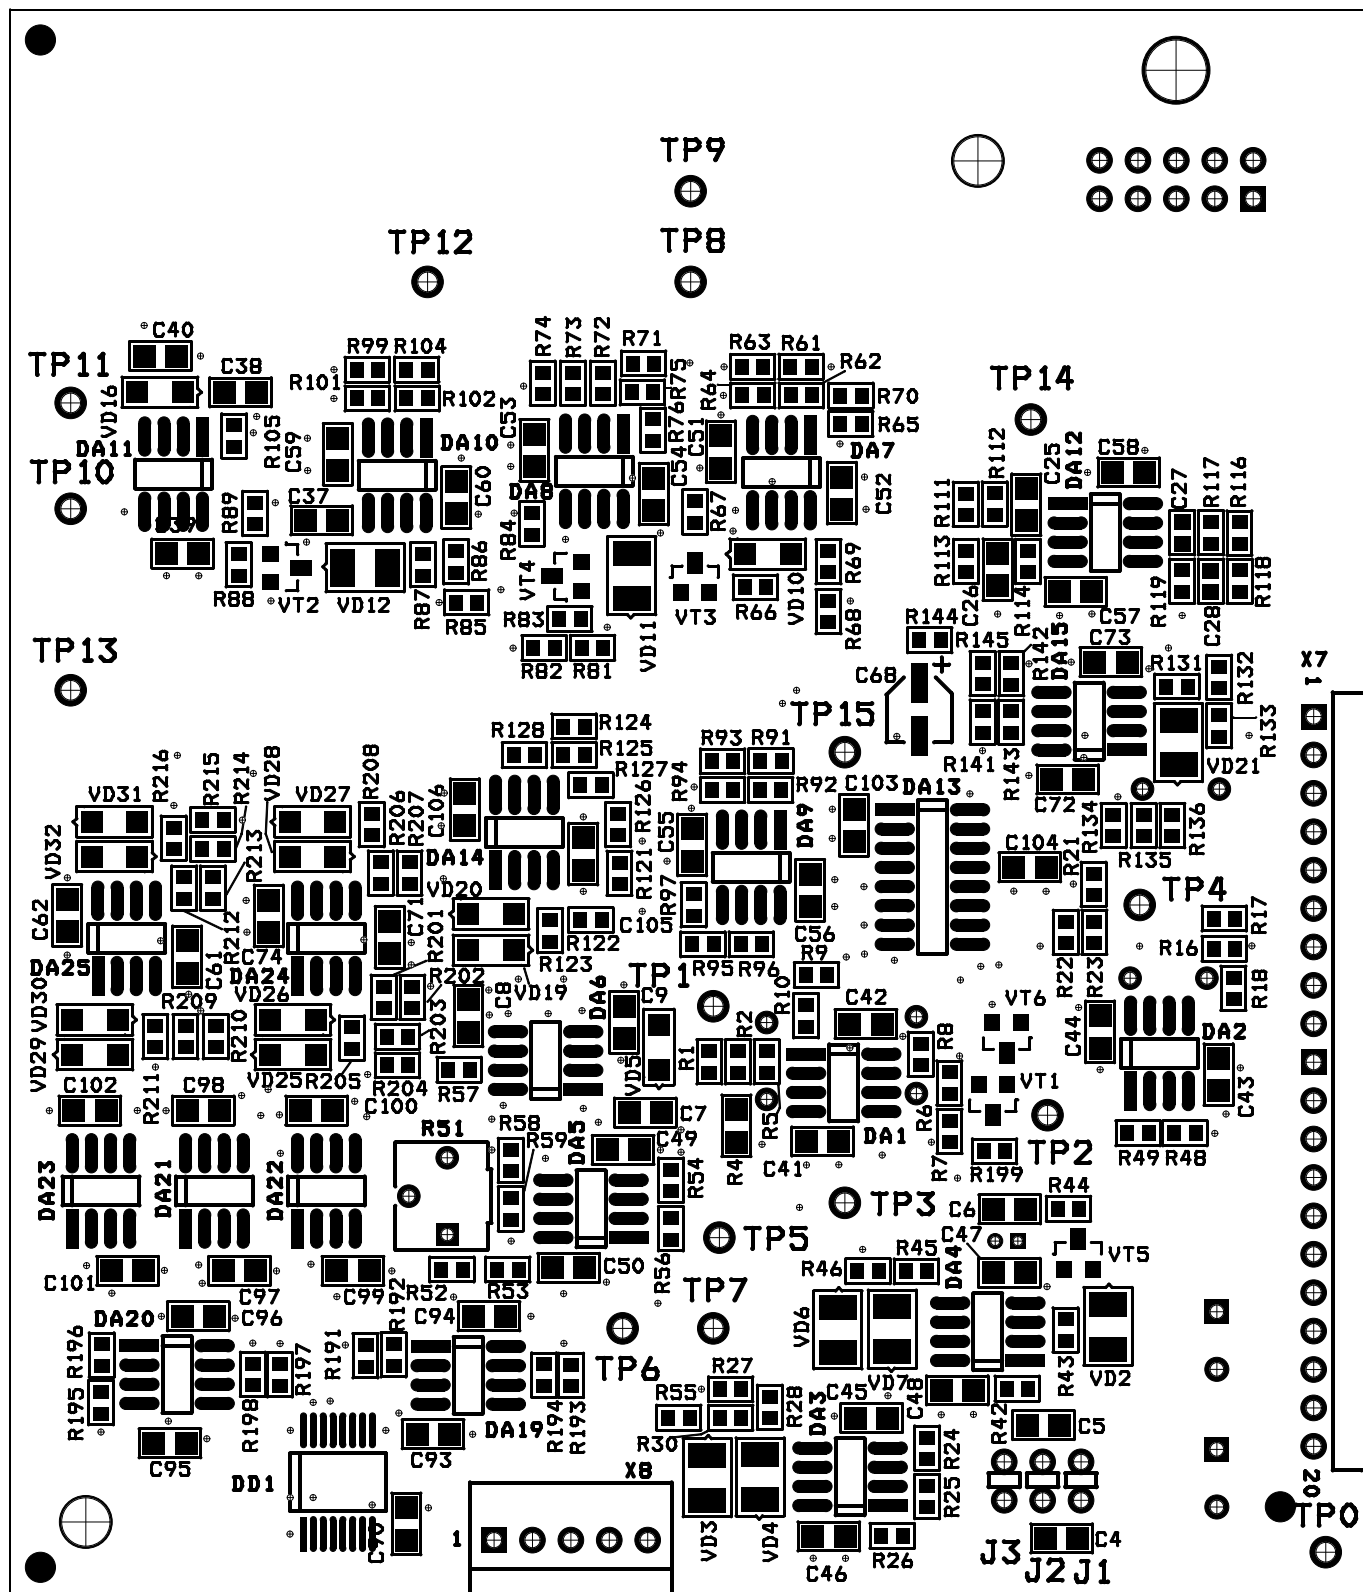 TP9
TP12 TP8
R74 R73 R72 R71
C40 R99 R104 R63 R61
TP11 C38 R62
TP14
VD16 R101 R102 R75 R64 R70
R65
C53 R76 C51
DA11 R105 C59 DA10 DA7 R112 C25 DA12 C58
TP10 C60 DA8 C54 C52 C27 R117 R116
R89 C37 R84 R67 R111
R86 VT4 R69 R113
R88 VT2 VD12 R87 R85 R83 VD11 VT3 R66 VD10 R68 C26 R114 C57 R119 C28 R118
R144
TP13 R82 R81 R145 R142 DA15 C73 R131 R132 X7
C68 + 1
TP15 R133
R128 R124
R125 R141 R143
R216 R215 R214 VD28 R208 R127 R93 R91 VD21
R94 R92 C103 DA13 C72
VD31 VD27 R206 R207 C106 R126 R134 R136
VD32 R213 DA14 C55 DA9 C104 R21 R135
R121
VD20 R97 TP4
C62 C71 R201 C105 R17
R212 C74 R122 C56 R16
DA25 C61 DA24 R202 R123 R95 R96 R9 R22 R23
TP1
VD30 R209 VD26 C8 VD19 DA6 C9 R10 R18
R210 R203 C42 VT6 C44
R2 DA2
VD29 R211 VD25 R205 R204 R57 VD5 R1 R8
C102 C98 C100 VT1 C43
R51 R58 C7 R5 R6
R59 DA5 C49 DA1
R4 C41 R7 TP2 R49 R48
R199
DA23 DA21 DA22 R54
TP3 C6 R44
TP5 C47
R56 VT5
C101 C97 C99 R52 R53 C50 R46 R45 DA4
R192
DA20 C96 C94 TP7
R196 R197 R191 TP6 VD6
R27 R43
R195 R198 R55 VD7 VD2
R28 DA3 C45 C48 R42
R194 R193 R30 C5
C95 C93 DA19 R24
DD1 X8 20
R25 TP0
C90 1 VD3 VD4 R26 C4
C46 J3 J2 J1